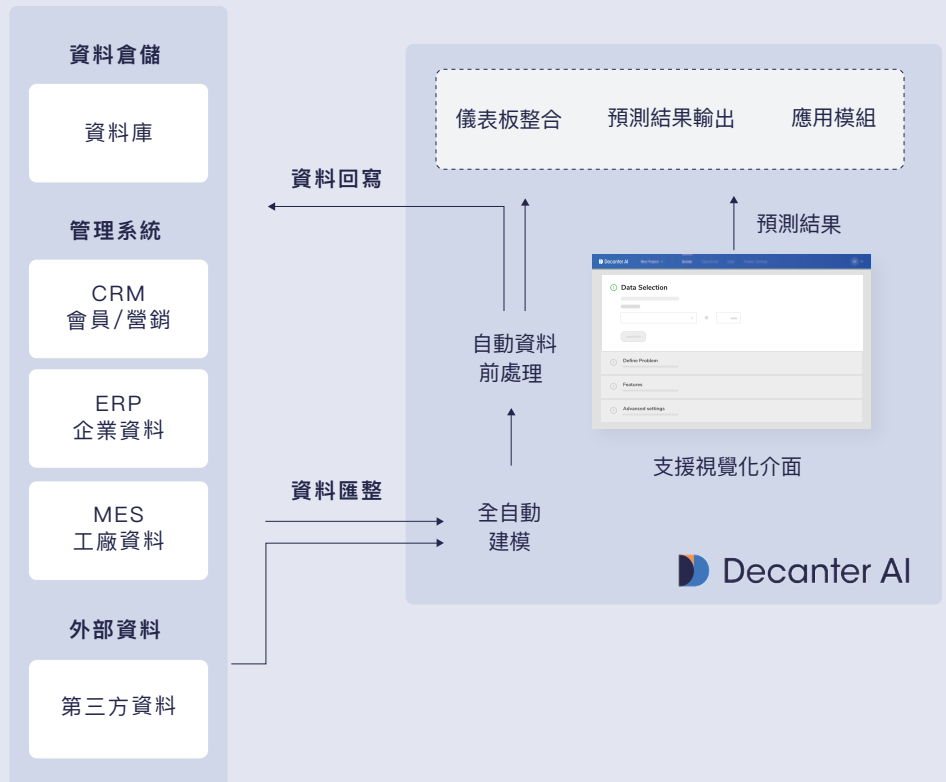 資料倉儲
資料庫
管理系統
CRM
會員/營銷
ERP
企業資料
MES
工廠資料
外部資料
第三方資料
資料回寫
資料匯整
儀表板整合
預測結果輸出
應用模組
預測結果
自動資料
前處理
全自動
建模
Decanter AI
Data Selection
Define Problem
Features
Advanced settings
支援視覺化介面
Decanter AI